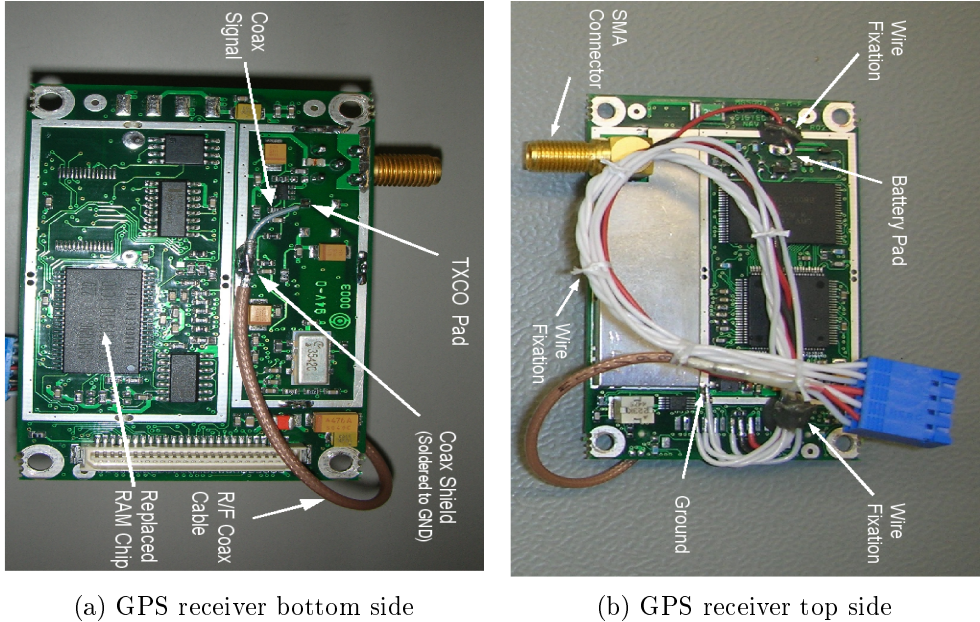 Coax
Signal
TXCO Pad
Coax Shield
(Soldered to GND)
R/F Coax
Cable
Replaced
RAM Chip
SMA
Connector
Wire
Fixation
Battery Pad
Wire
Fixation
Ground
Wire
Fixation
(a) GPS receiver bottom side
(b) GPS receiver top side